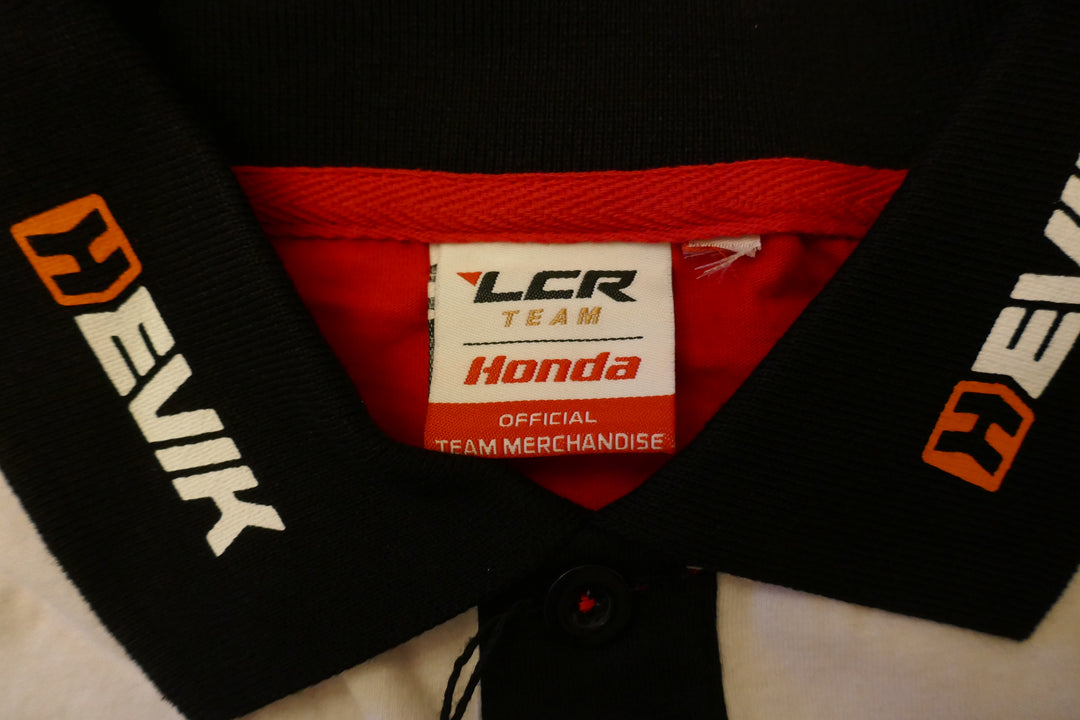 HEVIK
LCR
TEAM
Honda
OFFICIAL
TEAM MERCHANDISE
HEVIK